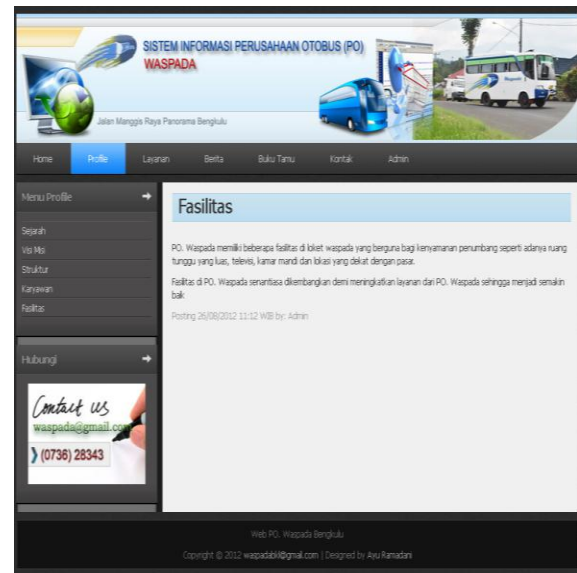 SISTEM INFORMASI PERUSAHAAN OTOBUS (PO)
WASPADA
Jalan Manggis Raya Panorama Bengkulu
Home Profile Layanan Berita Buku Tamu Kontak Admin
Menu Profile
Sejarah
Visi Misi
Struktur
Karyawan
Fasilitas
Hubungi
Contact us
waspada@gmail.com
(0736) 28343
Fasilitas
PO. Waspada memiliki beberapa fasilitas di loket waspada yang berguna bagi kenyamanan penumbang seperti adanya ruang
tunggu yang luas, televisi, kamar mandi dan lokasi yang dekat dengan pasar.
Fasilitas di PO. Waspada senantiasa dikembangkan demi meningkatkan layanan dari PO. Waspada sehingga menjadi semakin
baik
Posting 26/08/2012 11:12 WIB by: Admin
Web PO. Waspada Bengkulu
Copyright © 2012 waspadabkl@gmail.com | Designed by Ayu Ramadani